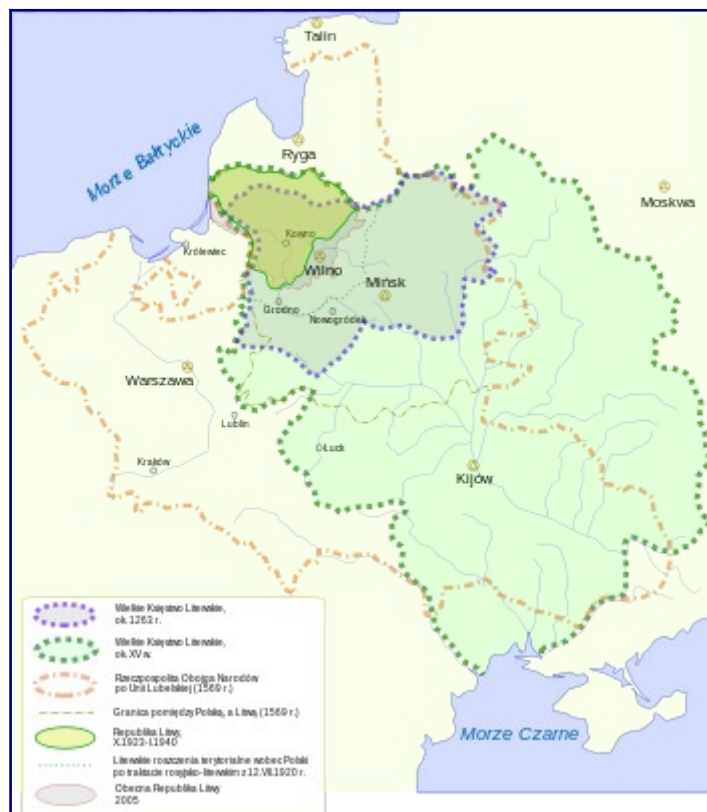 Talin
Ryga
Morze Bałtyckie
Moskwa
Królewiec
Kowno
Wilno
Mińsk
Grodno
Nowogródek
Warszawa
Lublin
Łuck
Kraków
Kijów
Morze Czarne
Wielkie Księstwo Litewskie,
ok. 1263 r.
Wielkie Księstwo Litewskie,
ok. XV w.
Rzeczpospolita Obojga Narodów
po Unii Lubelskiej (1569 r.)
Granica pomiędzy Polską, a Litwą (1569 r.)
Republika Litwy,
X.1923-I.1940
Litewskie roszczenia terytorialne wobec Polski
po traktacie rosyjsko-litewskim z 12.VII.1920 r.
Obecna Republika Litwy
2005